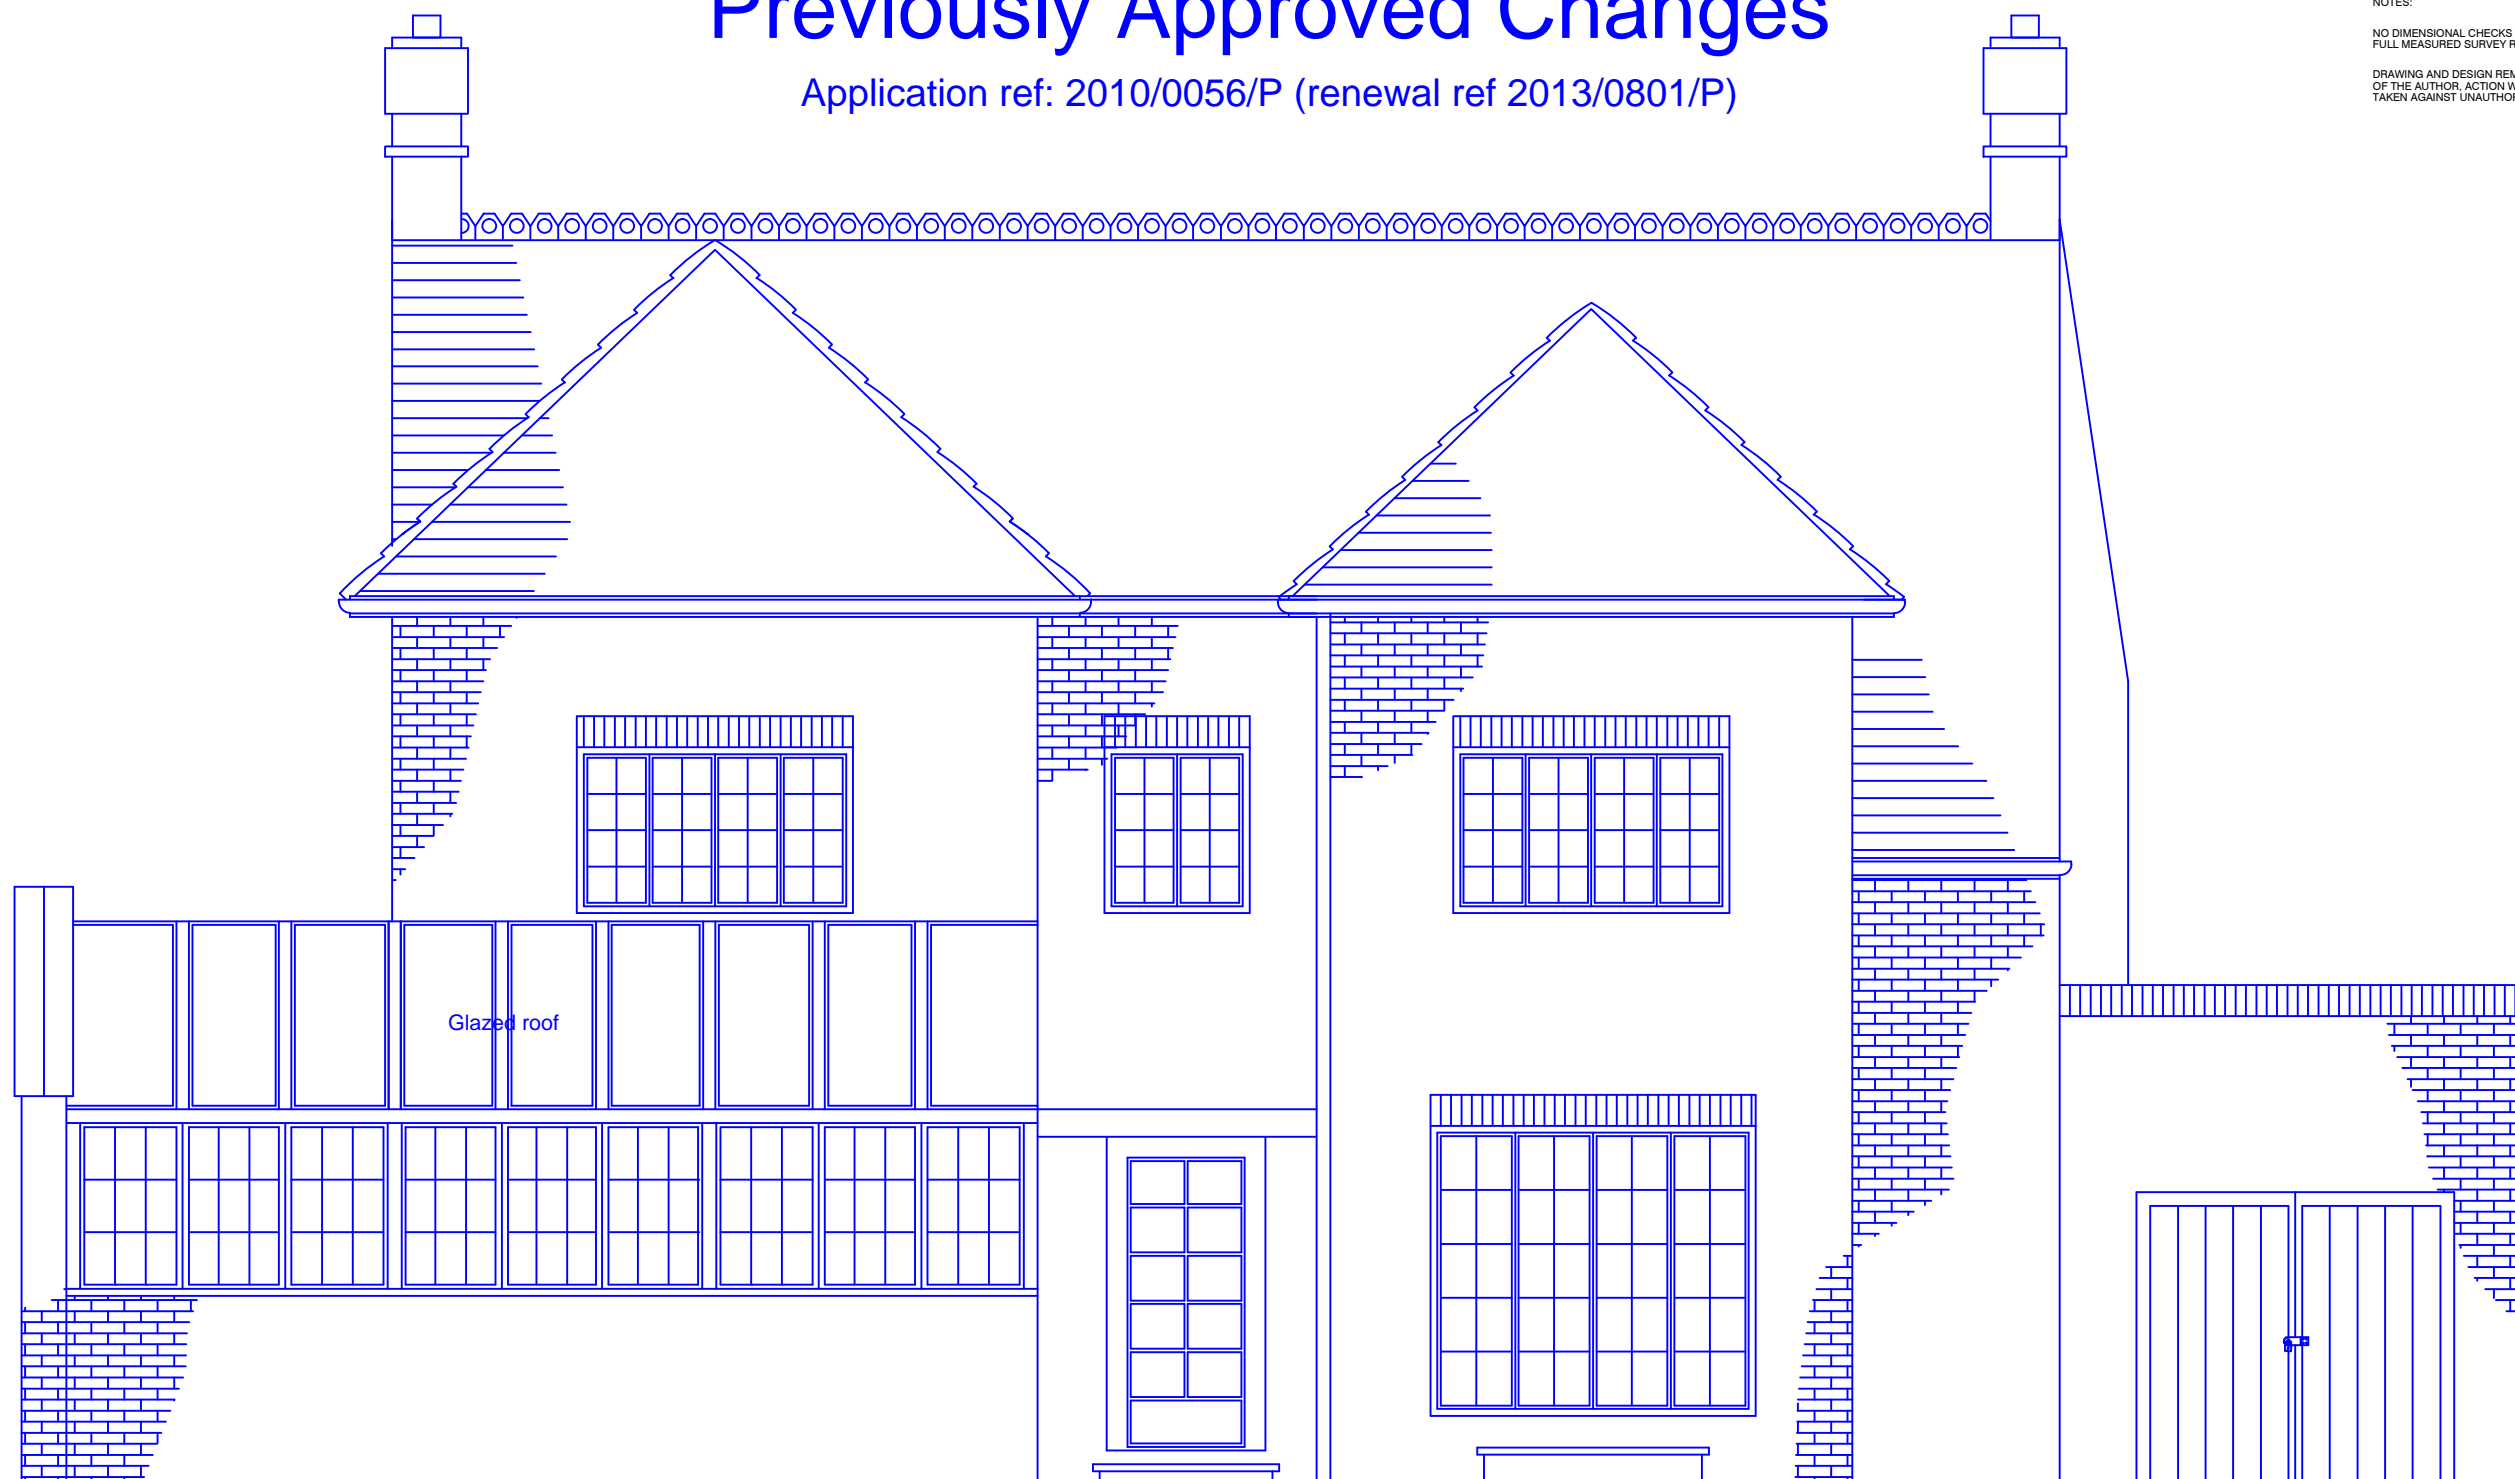 Previously Approved Changes
Application ref: 2010/0056/P (renewal ref 2013/0801/P)
NOTES:
NO DIMENSIONAL CHECKS
FULL MEASURED SURVEY
DRAWING AND DESIGN
OF THE AUTHOR, ACTION
TAKEN AGAINST
Glazed roof